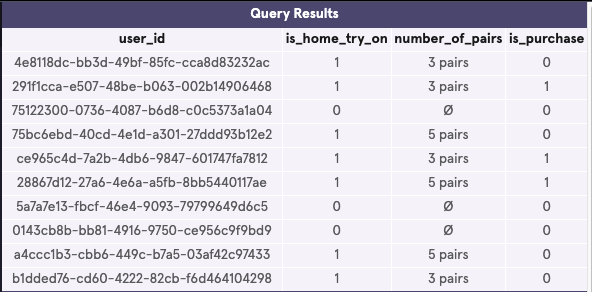 Query Results
user_id is_home_try_on number_of_pairs is_purchase
4e8118dc-bb3d-49bf-85fc-cca8d83232ac 1 3 pairs 0
291f1cca-e507-48be-b063-002b14906468 1 3 pairs 1
75122300-0736-4087-b6d8-c0c5373a1a04 0 Ø 0
75bc6ebd-40cd-4e1d-a301-27ddd93b12e2 1 5 pairs 0
ce965c4d-7a2b-4db6-9847-601747fa7812 1 3 pairs 1
28867d12-27a6-4e6a-a5fb-8bb5440117ae 1 5 pairs 1
5a7a7e13-fbcf-46e4-9093-79799649d6c5 0 Ø 0
0143cb8b-bb81-4916-9750-ce956c9f9bd9 0 Ø 0
a4ccc1b3-cbb6-449c-b7a5-03af42c97433 1 5 pairs 0
b1dded76-cd60-4222-82cb-f6d464104298 1 3 pairs 0